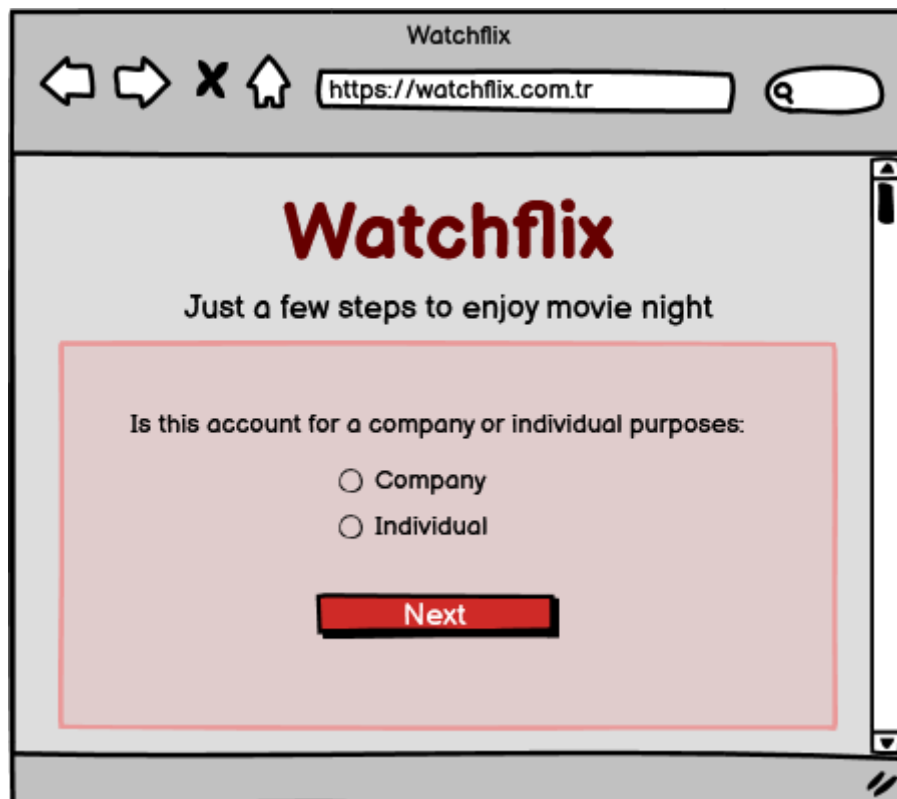 Watchflix
https://watchflix.com.tr
Watchflix
Just a few steps to enjoy movie night
Is this account for a company or individual purposes:
Company
Individual
Next